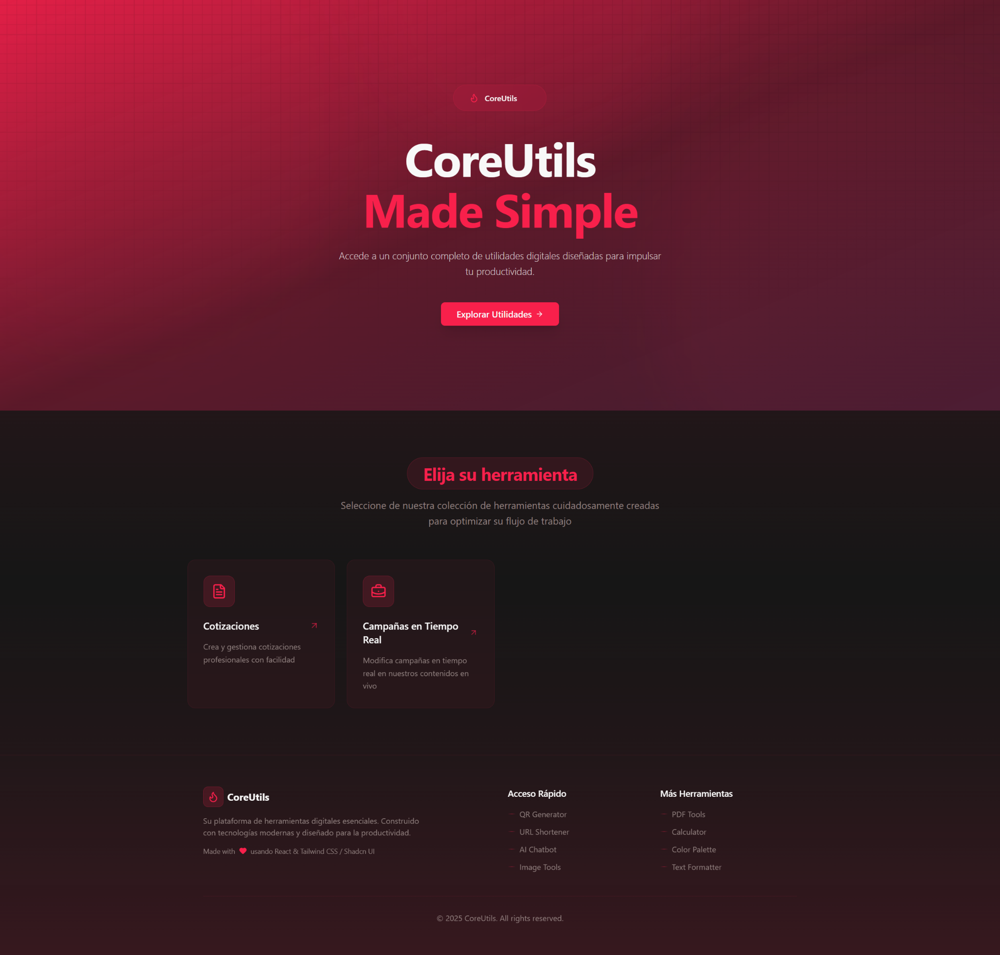 CoreUtils
CoreUtils
Made Simple
Accede a un conjunto completo de utilidades digitales diseñadas para impulsar
tu productividad.
Explorar Utilidades
Elija su herramienta
Seleccione de nuestra colección de herramientas cuidadosamente creadas
para optimizar su flujo de trabajo
Cotizaciones
Crea y gestiona cotizaciones
profesionales con facilidad
Campañas en Tiempo
Real
Modifica campañas en tiempo
real en nuestros contenidos en
vivo
CoreUtils
Su plataforma de herramientas digitales esenciales. Construido
con tecnologías modernas y diseñado para la productividad.
Made with usando React & Tailwind CSS / Shadcn UI
Acceso Rápido
QR Generator
URL Shortener
AI Chatbot
Image Tools
Más Herramientas
PDF Tools
Calculator
Color Palette
Text Formatter
© 2025 CoreUtils. All rights reserved.